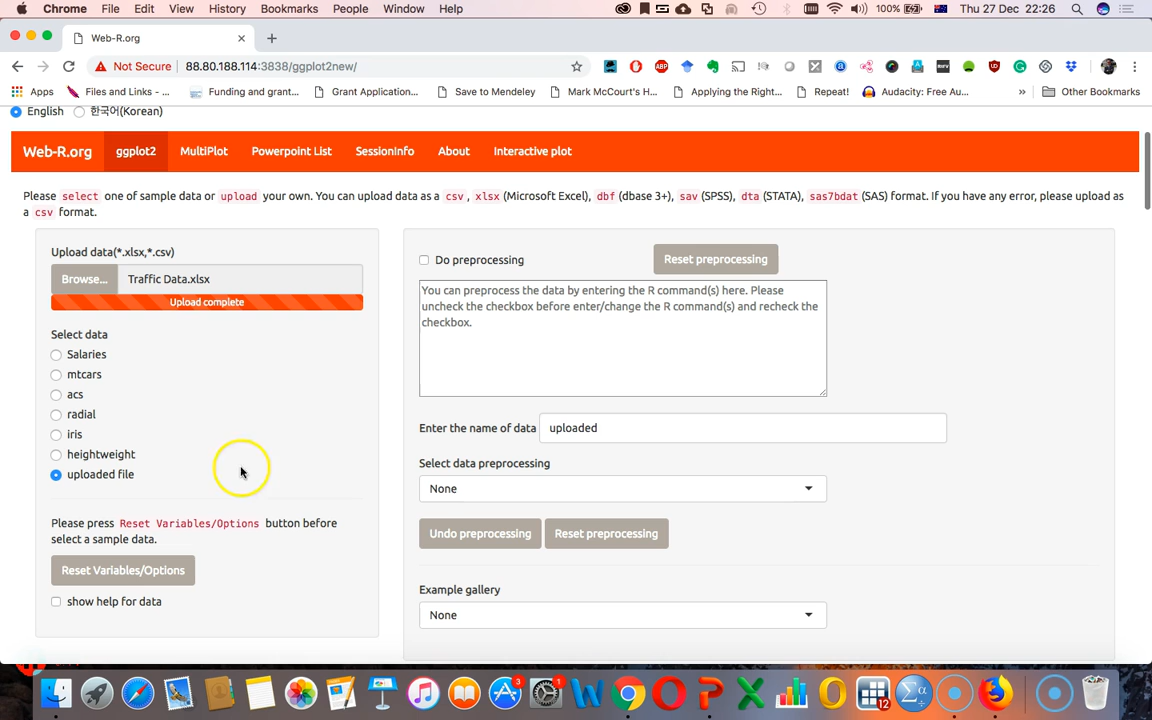 Chrome File Edit View History Bookmarks People Window Help 100% Thu 27 Dec 22:26
Web-R.org
Not Secure 88.80.188.114:3838/ggplot2new/
Apps Files and Links - ... Funding and grant... Grant Application... Save to Mendeley Mark McCourt's H... Applying the Right... Repeat! Audacity: Free Au... » Other Bookmarks
English 한국어(Korean)
Web-R.org ggplot2 MultiPlot Powerpoint List SessionInfo About Interactive plot
Please select one of sample data or upload your own. You can upload data as a csv , xlsx (Microsoft Excel), dbf (dbase 3+), sav (SPSS), dta (STATA), sas7bdat (SAS) format. If you have any error, please upload as
a csv format.
Upload data(*.xlsx,*.csv)
Browse... Traffic Data.xlsx
Upload complete
Select data
Salaries
mtcars
acs
radial
iris
heightweight
uploaded file
Please press Reset Variables/Options button before
select a sample data.
Reset Variables/Options
show help for data
Do preprocessing Reset preprocessing
You can preprocess the data by entering the R command(s) here. Please
uncheck the checkbox before enter/change the R command(s) and recheck the
checkbox.
Enter the name of data uploaded
Select data preprocessing
None
Undo preprocessing Reset preprocessing
Example gallery
None
3 1 12